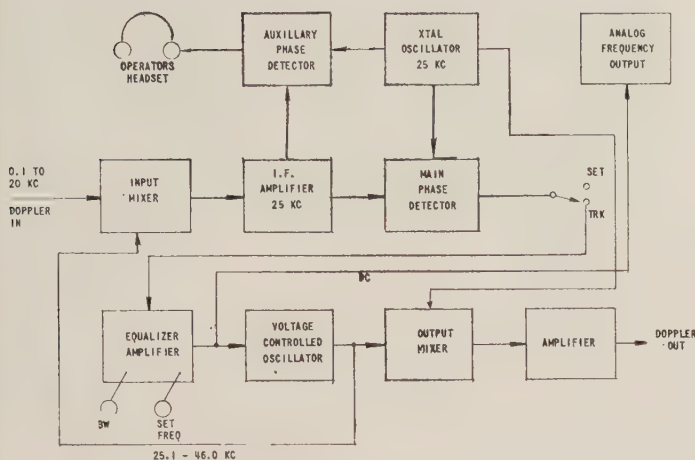 AUXILLARY
PHASE
DETECTOR
XTAL
OSCILLATOR
25 KC
ANALOG
FREQUENCY
OUTPUT
OPERATORS
HEADSET
0.1 TO
20 KC
DOPPLER
IN
INPUT
MIXER
I.F.
AMPLIFIER
25 KC
MAIN
PHASE
DETECTOR
SET
TRK
DC
EQUALIZER
AMPLIFIER
VOLTAGE
CONTROLLED
OSCILLATOR
OUTPUT
MIXER
AMPLIFIER
DOPPLER
OUT
BW
SET
FREQ
25.1 - 46.0 KC